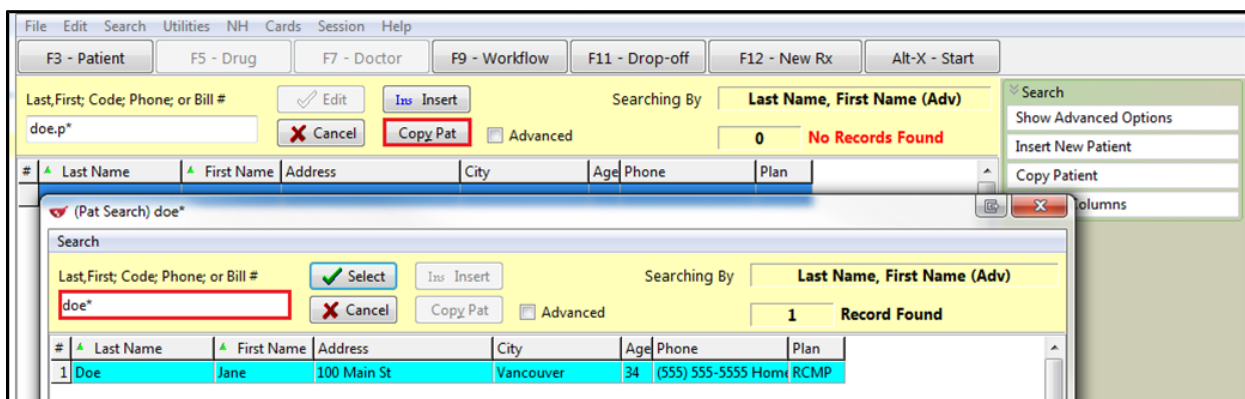 File Edit Search Utilities NH Cards Session Help
F3 - Patient F5 - Drug F7 - Doctor F9 - Workflow F11 - Drop-off F12 - New Rx Alt-X - Start
Last,First; Code; Phone; or Bill # Edit Ins Insert Searching By Last Name, First Name (Adv)
doe.p* Cancel Copy Pat Advanced 0 No Records Found
Search
Show Advanced Options
Insert New Patient
Copy Patient
olumns
# Last Name First Name Address City Age Phone Plan
(Pat Search) doe*
Search
Last,First; Code; Phone; or Bill # Select Ins Insert Searching By Last Name, First Name (Adv)
doe* Cancel Copy Pat Advanced 1 Record Found
# Last Name First Name Address City Age Phone Plan
1 Doe Jane 100 Main St Vancouver 34 (555) 555-5555 Home RCMP